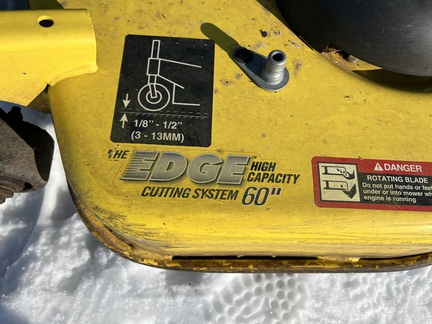 1/8" - 1/2"
(3 - 13MM)
THE EDGE™ HIGH
CAPACITY
CUTTING SYSTEM 60"
DANGER
ROTATING BLADE
Do not put hands or feet
under or into mower when
engine is running